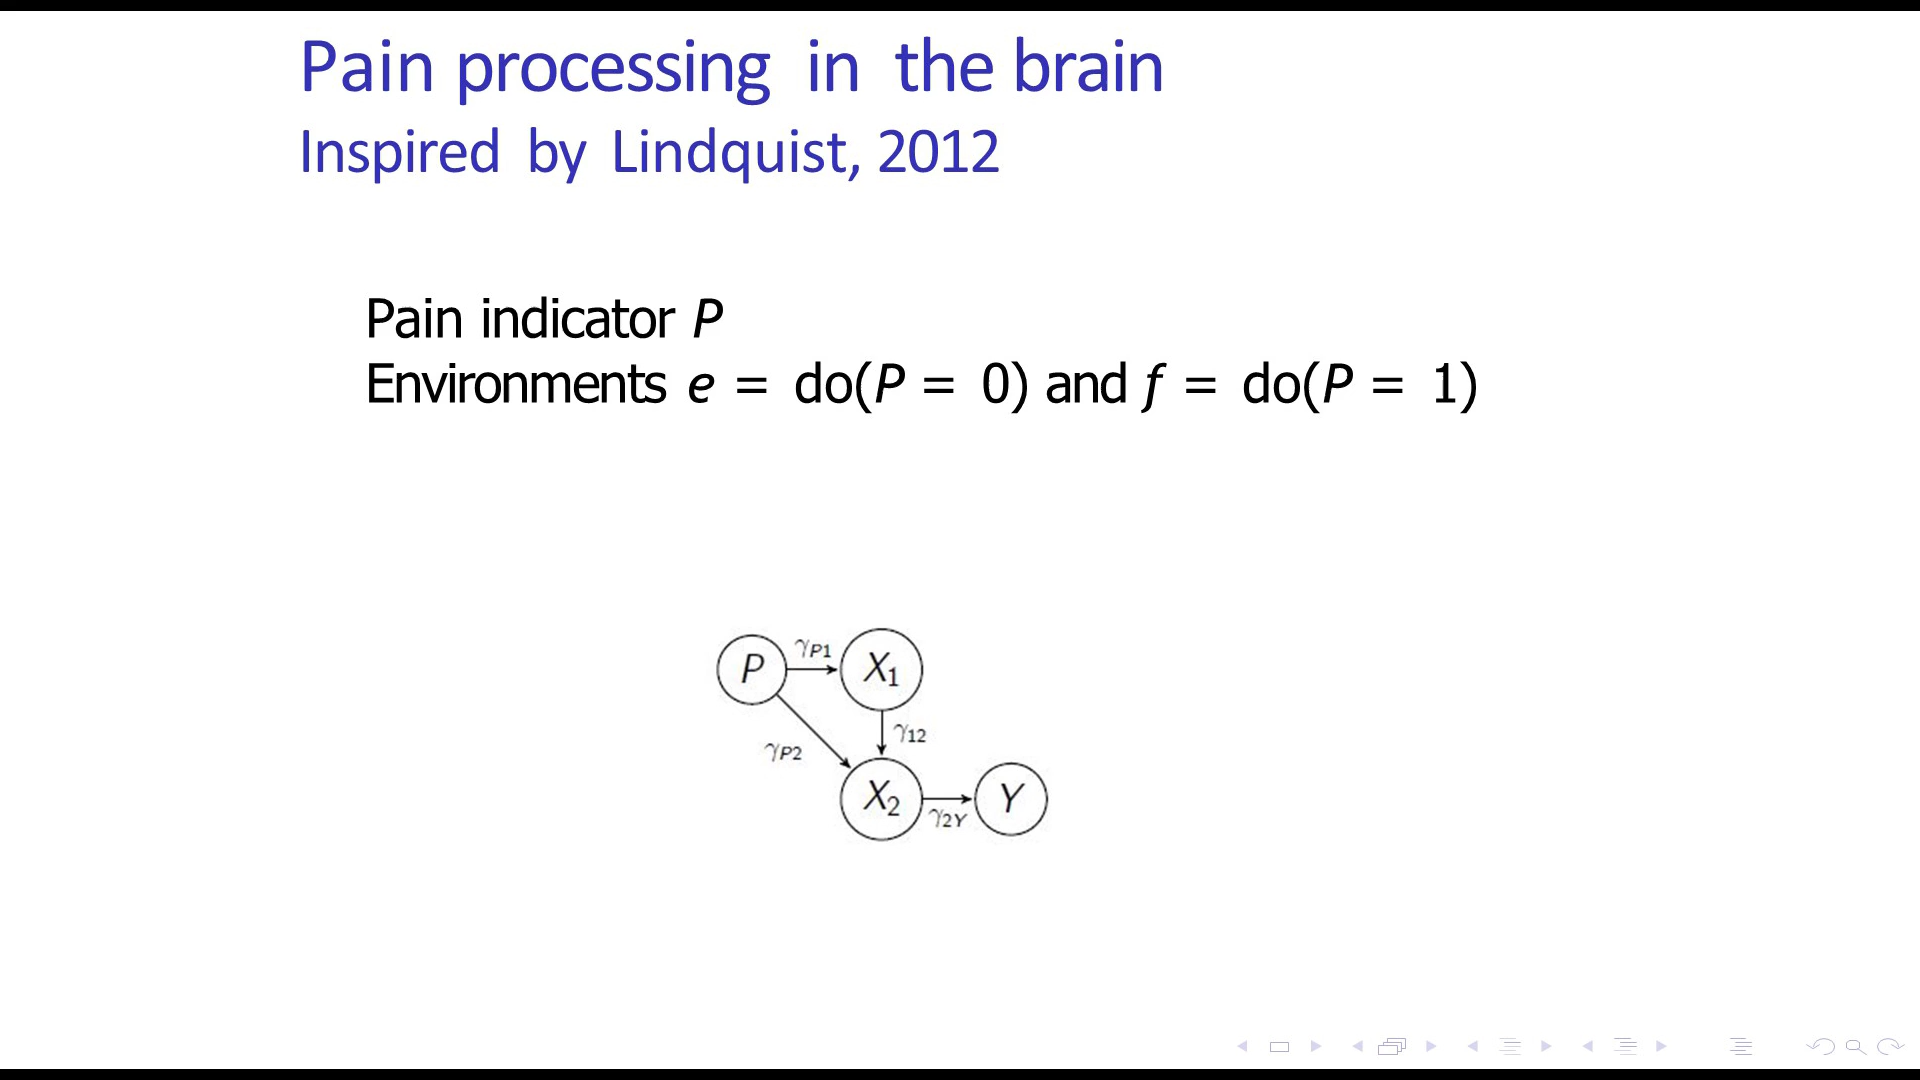 Pain processing in the brain
Inspired by Lindquist, 2012
Pain indicator P
Environments e = do(P = 0) and f = do(P = 1)
P γP1 X1
γP2 γ12
X2 γ2Y Y